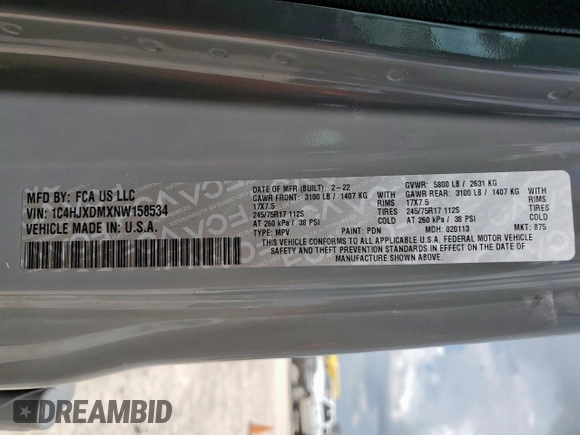 MFD BY: FCA US LLC
VIN: 1C4HJXDMXNW158534
VEHICLE MADE IN: U.S.A.
DATE OF MFR (BUILT): 2-22
GAWR FRONT: 3100 LB / 1407 KG
17X7.5 RIMS
245/75R17 112S TIRES
AT 260 kPa / 38 PSI
TYPE: MPV
GVWR: 5800 LB / 2631 KG
GAWR REAR: 3100 LB / 1407 KG
17X7.5 RIMS
245/75R17 112S TIRES
AT 260 kPa / 38 PSI
PAINT: PDN MDH: 020113 MKT: 875
THIS VEHICLE CONFORMS TO ALL APPLICABLE U.S.A. FEDERAL MOTOR VEHICLE
SAFETY AND THEFT PREVENTION STANDARDS IN EFFECT ON THE DATE OF
MANUFACTURE SHOWN ABOVE.
DREAMBID